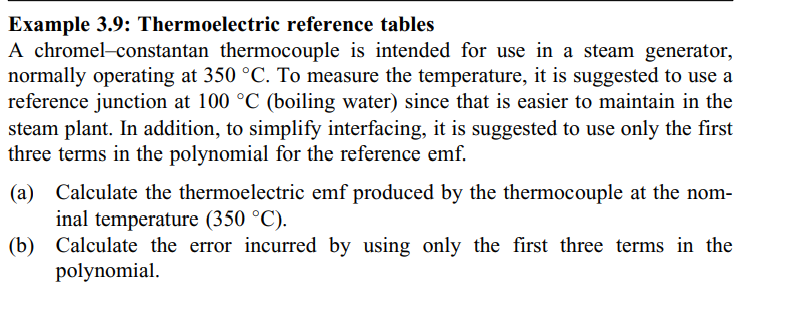 Example 3.9: Thermoelectric reference tables
A chromel–constantan thermocouple is intended for use in a steam generator,
normally operating at 350 °C. To measure the temperature, it is suggested to use a
reference junction at 100 °C (boiling water) since that is easier to maintain in the
steam plant. In addition, to simplify interfacing, it is suggested to use only the first
three terms in the polynomial for the reference emf.
(a) Calculate the thermoelectric emf produced by the thermocouple at the nom-
inal temperature (350 °C).
(b) Calculate the error incurred by using only the first three terms in the
polynomial.